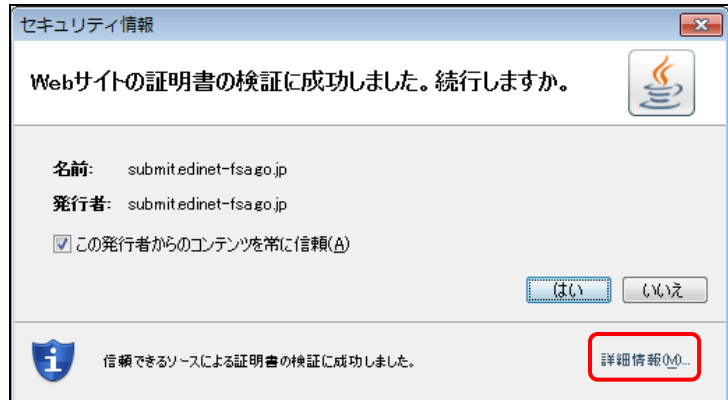 セキュリティ情報
Webサイトの証明書の検証に成功しました。続行しますか。
名前: submit.edinet-fsa.go.jp
発行者: submit.edinet-fsa.go.jp
この発行者からのコンテンツを常に信頼(A)
はい いいえ
信頼できるソースによる証明書の検証に成功しました。 詳細情報(M)...